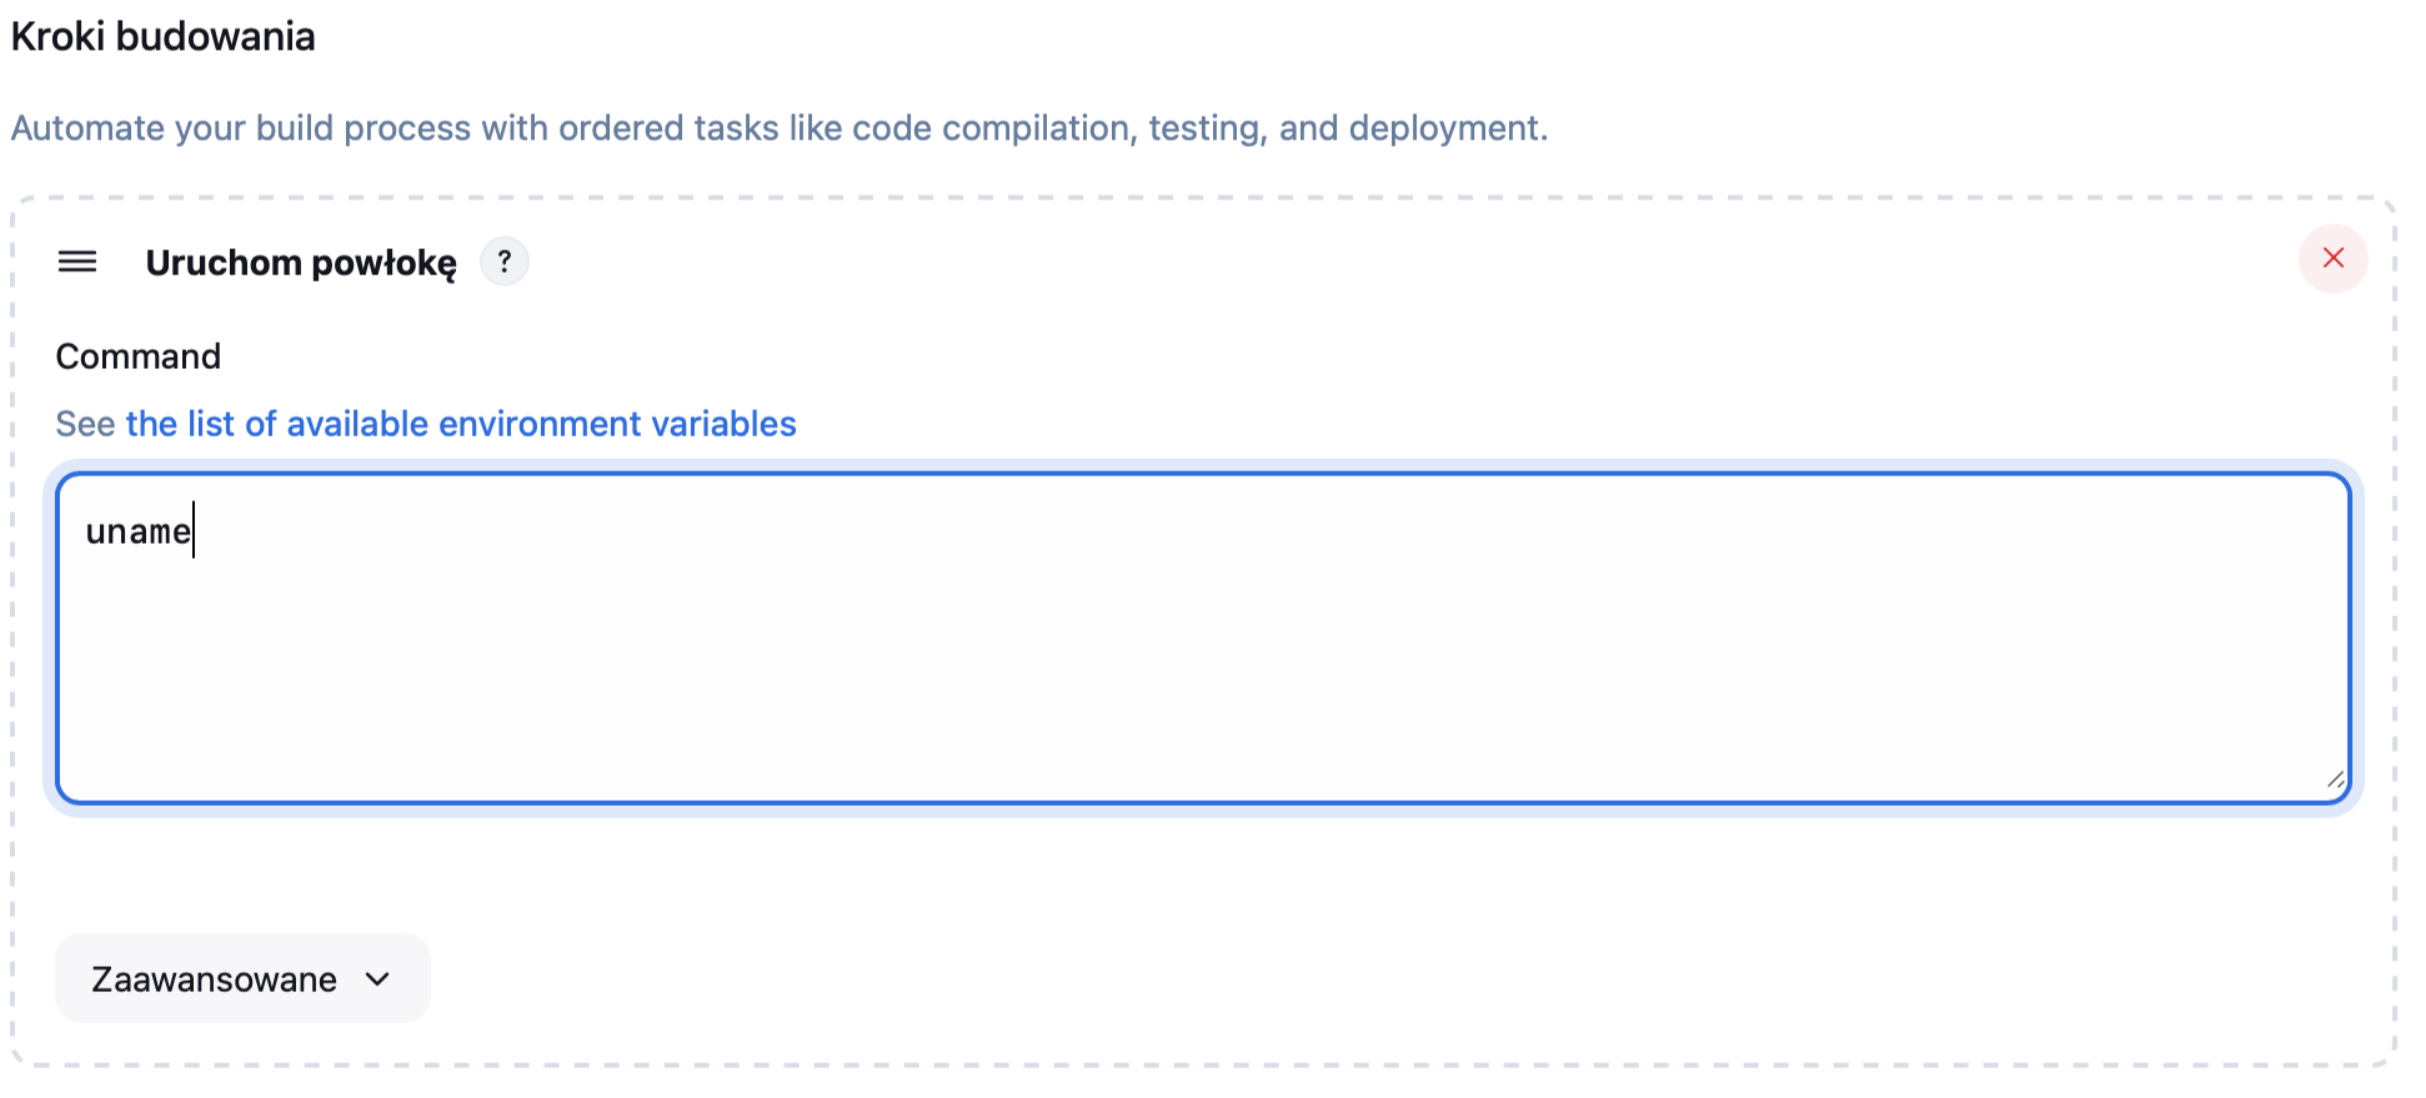 Kroki budowania
Automate your build process with ordered tasks like code compilation, testing, and deployment.
Uruchom powłokę ?
Command
See the list of available environment variables
uname
Zaawansowane